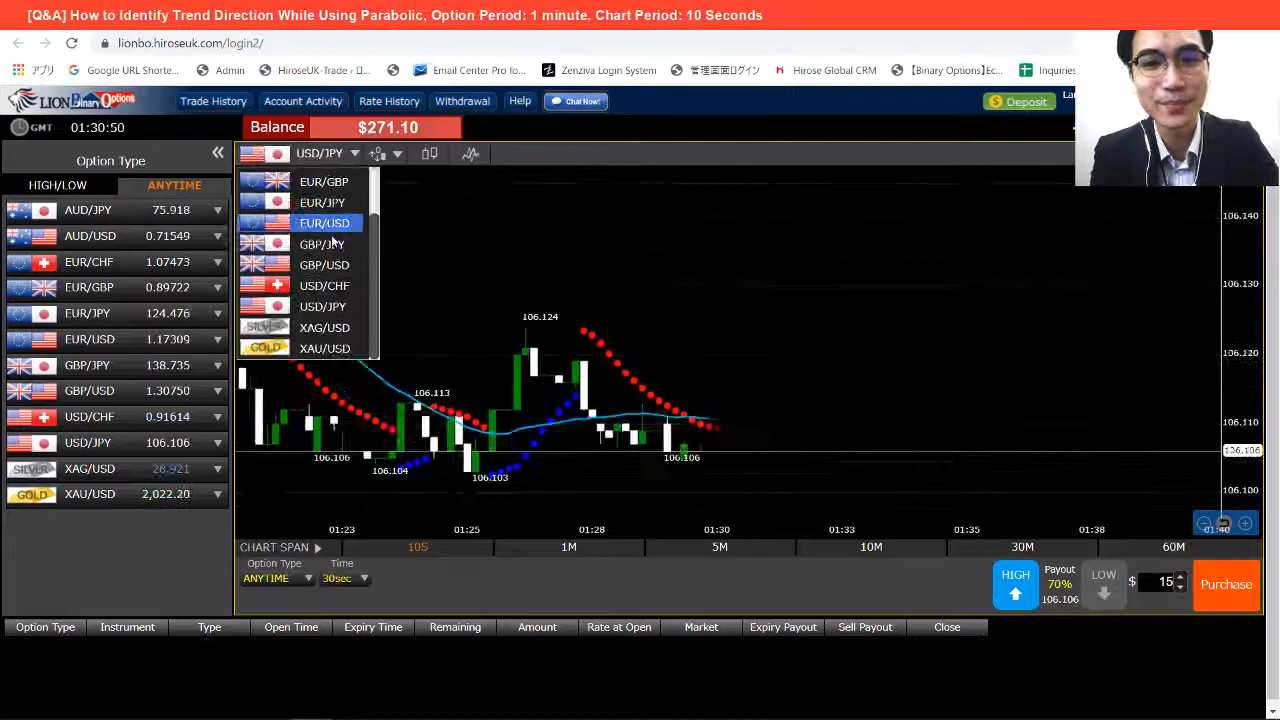 [Q&A] How to Identify Trend Direction While Using Parabolic, Option Period: 1 minute, Chart Period: 10 Seconds
lionbo.hiroseuk.com/login2/
アプリ Google URL Shorte... Admin HiroseUK-Trade ‹ ロ... Email Center Pro fo... Zenziva Login System 管理画面ログイン Hirose Global CRM 【Binary Options】Ec... Inquiries
LION Binary Options Trade History Account Activity Rate History Withdrawal Help Chat Now! $ Deposit
GMT 01:30:50 Balance $271.10
Option Type « USD/JPY
HIGH/LOW ANYTIME
AUD/JPY 75.918
AUD/USD 0.71549
EUR/CHF 1.07473
EUR/GBP 0.89722
EUR/JPY 124.476
EUR/USD 1.17309
GBP/JPY 138.735
GBP/USD 1.30750
USD/CHF 0.91614
USD/JPY 106.106
SILVER XAG/USD 28.921
GOLD XAU/USD 2,022.20
EUR/GBP
EUR/JPY
EUR/USD
GBP/JPY
GBP/USD
USD/CHF
USD/JPY
SILVER XAG/USD
GOLD XAU/USD
106.140
106.130
106.120
106.110
106.106
106.100
106.124
106.113
106.106
106.104
106.103
106.106
01:23 01:25 01:28 01:30 01:33 01:35 01:38 01:40
CHART SPAN 10S 1M 5M 10M 30M 60M
Option Type Time
ANYTIME 30sec
HIGH Payout LOW $ 15 Purchase
70%
106.106
Option Type Instrument Type Open Time Expiry Time Remaining Amount Rate at Open Market Expiry Payout Sell Payout Close